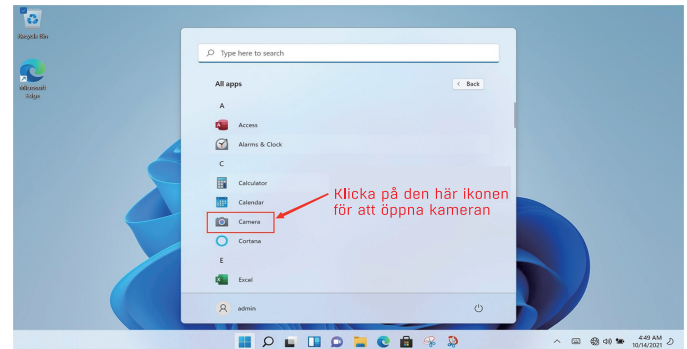 Recycle Bin
Microsoft
Edge
Type here to search
All apps
< Back
A
Access
Alarms & Clock
C
Calculator
Calendar
Camera
Cortana
E
Excel
admin
Klicka på den här ikonen
för att öppna kameran
4:49 AM
10/14/2021